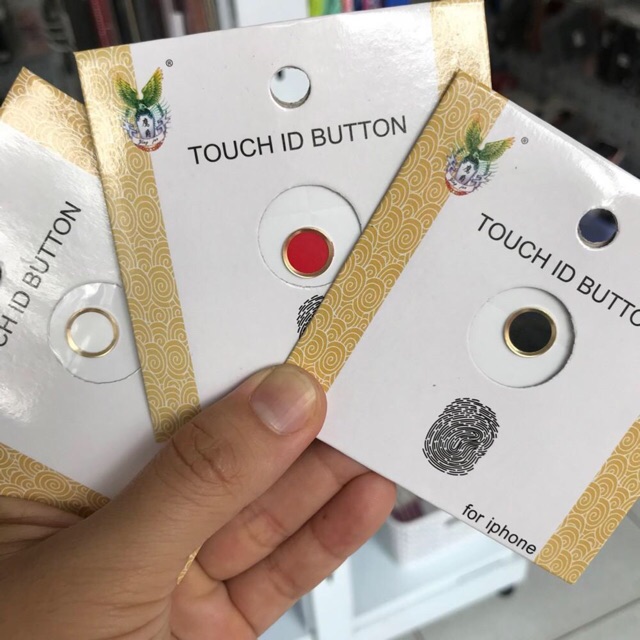 CH ID BUTTON
®
TOUCH ID BUTTON
®
TOUCH ID BUTTO
for iphone